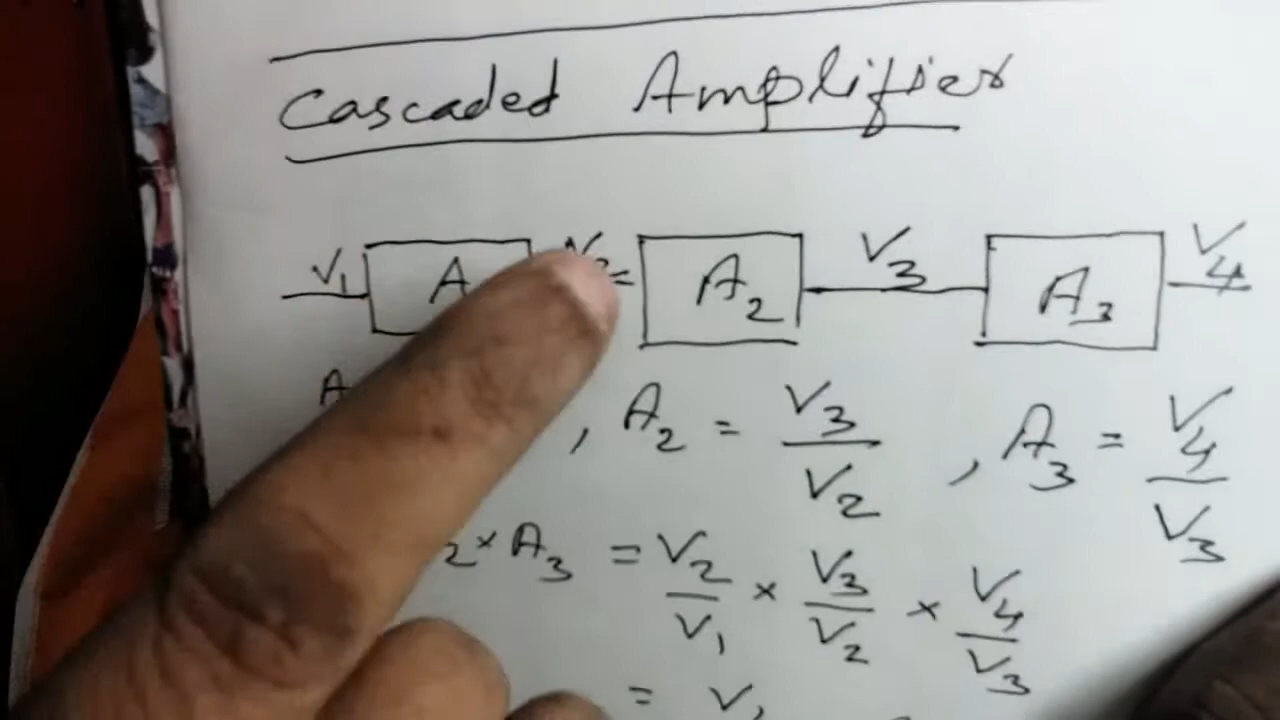 Cascaded Amplifier
V1 A V2 A2 V3 A3 V4
A , A2 = V3/V2 , A3 = V4/V3
2 × A3 = V2/V1 × V3/V2 × V4/V3
= V